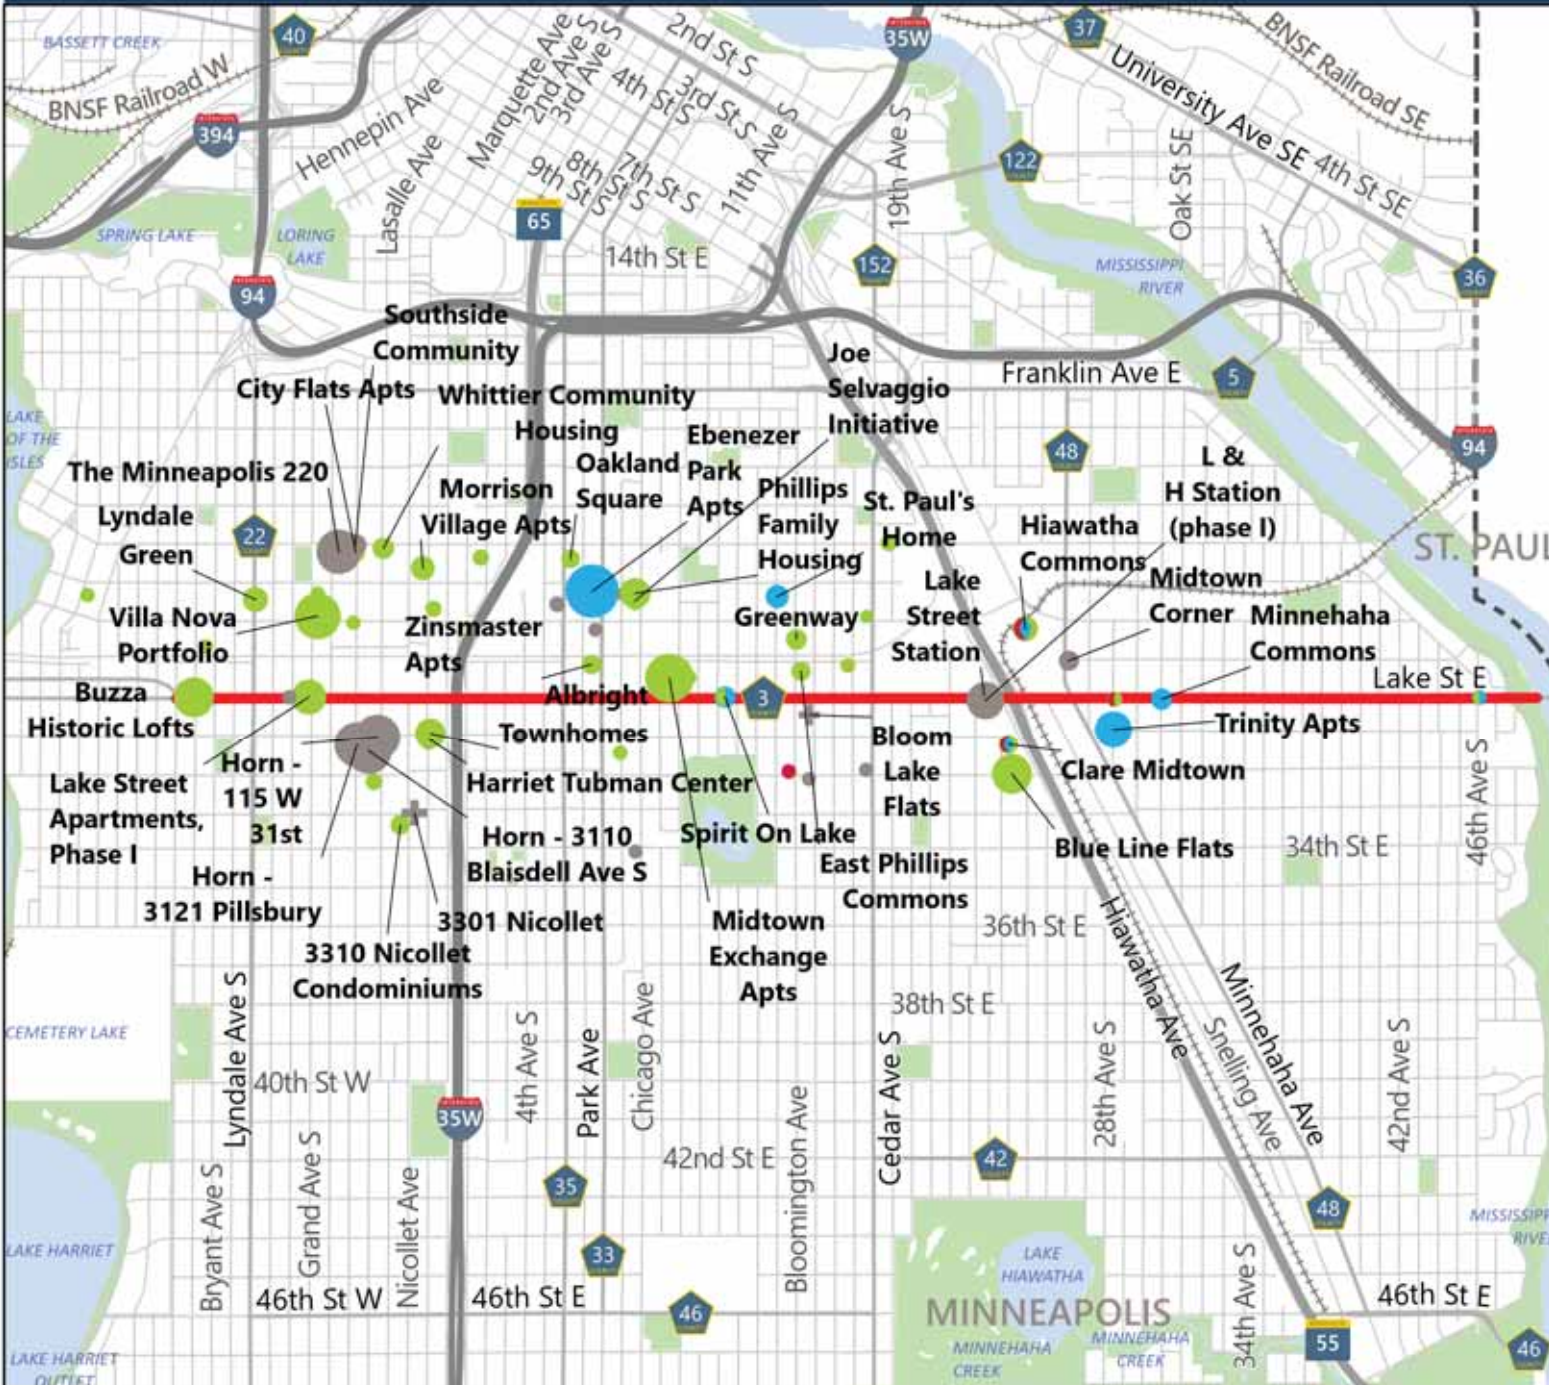 40
37
35W
BASSETT CREEK
BNSF Railroad W
394
Hennepin Ave
Lasalle Ave
Marquette Ave
2nd Ave S
3rd Ave S
2nd St S
3rd St S
4th St S
7th St S
8th St S
9th St S
11th Ave S
19th Ave S
University Ave SE
BNSF Railroad SE
4th St SE
Oak St SE
122
65
152
36
SPRING LAKE
LORING
LAKE
94
14th St E
MISSISSIPPI
RIVER
Southside
Community
City Flats Apts
Whittier Community
Housing
Joe
Selvaggio
Initiative
Franklin Ave E
5
LAKE
OF THE
ISLES
The Minneapolis 220
Lyndale
Green
22
Morrison
Village Apts
Oakland
Square
Ebenezer
Park
Apts
Phillips
Family
Housing
St. Paul's
Home
48
94
L &
H Station
(phase I)
Hiawatha
Commons
ST. PAUL
Villa Nova
Portfolio
Zinsmaster
Apts
Greenway
Lake
Street
Station
Midtown
Corner
Minnehaha
Commons
Lake St E
Buzza
Historic Lofts
Albright
Townhomes
3
Trinity Apts
Lake Street
Apartments,
Phase I
Horn -
115 W
31st
Harriet Tubman Center
Bloom
Lake
Flats
Clare Midtown
Horn -
3121 Pillsbury
Horn - 3110
Blaisdell Ave S
Spirit On Lake
East Phillips
Commons
Blue Line Flats
34th St E
46th Ave S
3301 Nicollet
3310 Nicollet
Condominiums
Midtown
Exchange
Apts
36th St E
38th St E
Hiawatha Ave
Minnehaha Ave
Snelling Ave
CEMETERY LAKE
Lyndale Ave S
40th St W
35W
4th Ave S
Park Ave
Chicago Ave
Cedar Ave S
28th Ave S
42nd Ave S
42nd St E
42
Bryant Ave S
Grand Ave S
Nicollet Ave
35
33
Bloomington Ave
48
MISSISSIPP
RIVE
LAKE HARRIET
LAKE
HIAWATHA
46th St W
46th St E
46
MINNEAPOLIS
34th Ave S
46th St E
55
46
MINNEHAHA
CREEK
MINNEHAHA
CREEK
LAKE HARRIET
OUTLET